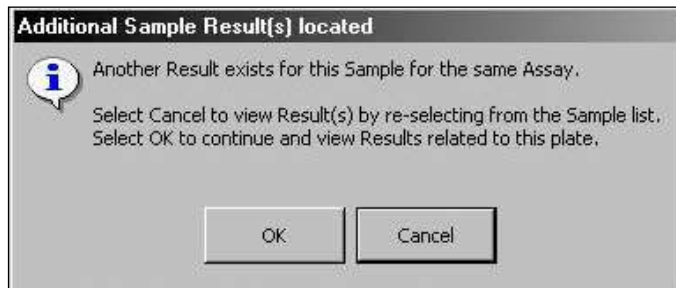 Additional Sample Result(s) located
Another Result exists for this Sample for the same Assay.
Select Cancel to view Result(s) by re-selecting from the Sample list.
Select OK to continue and view Results related to this plate.
OK
Cancel